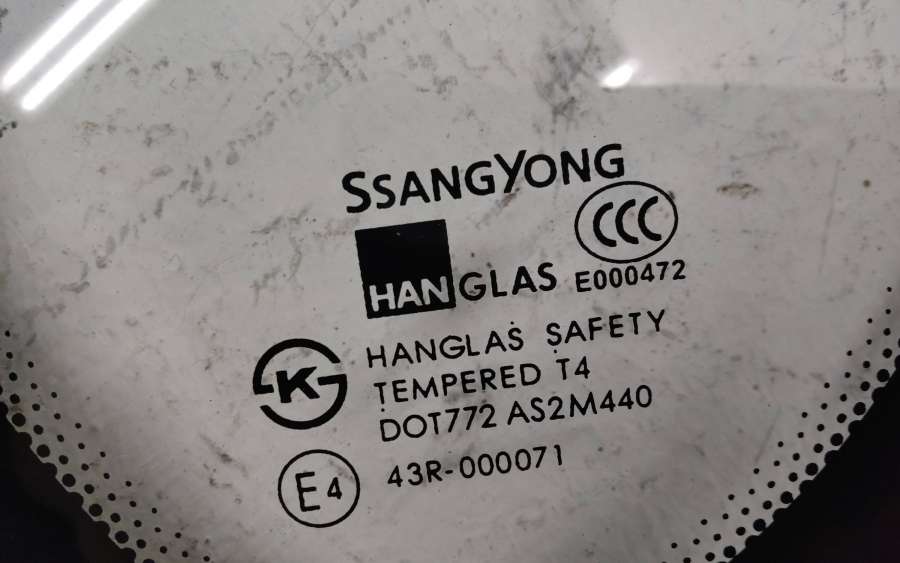 SSANGYONG
CCC
HANGLAS E000472
K HANGLAS SAFETY
TEMPERED T4
DOT772 AS2M440
E4 43R-000071